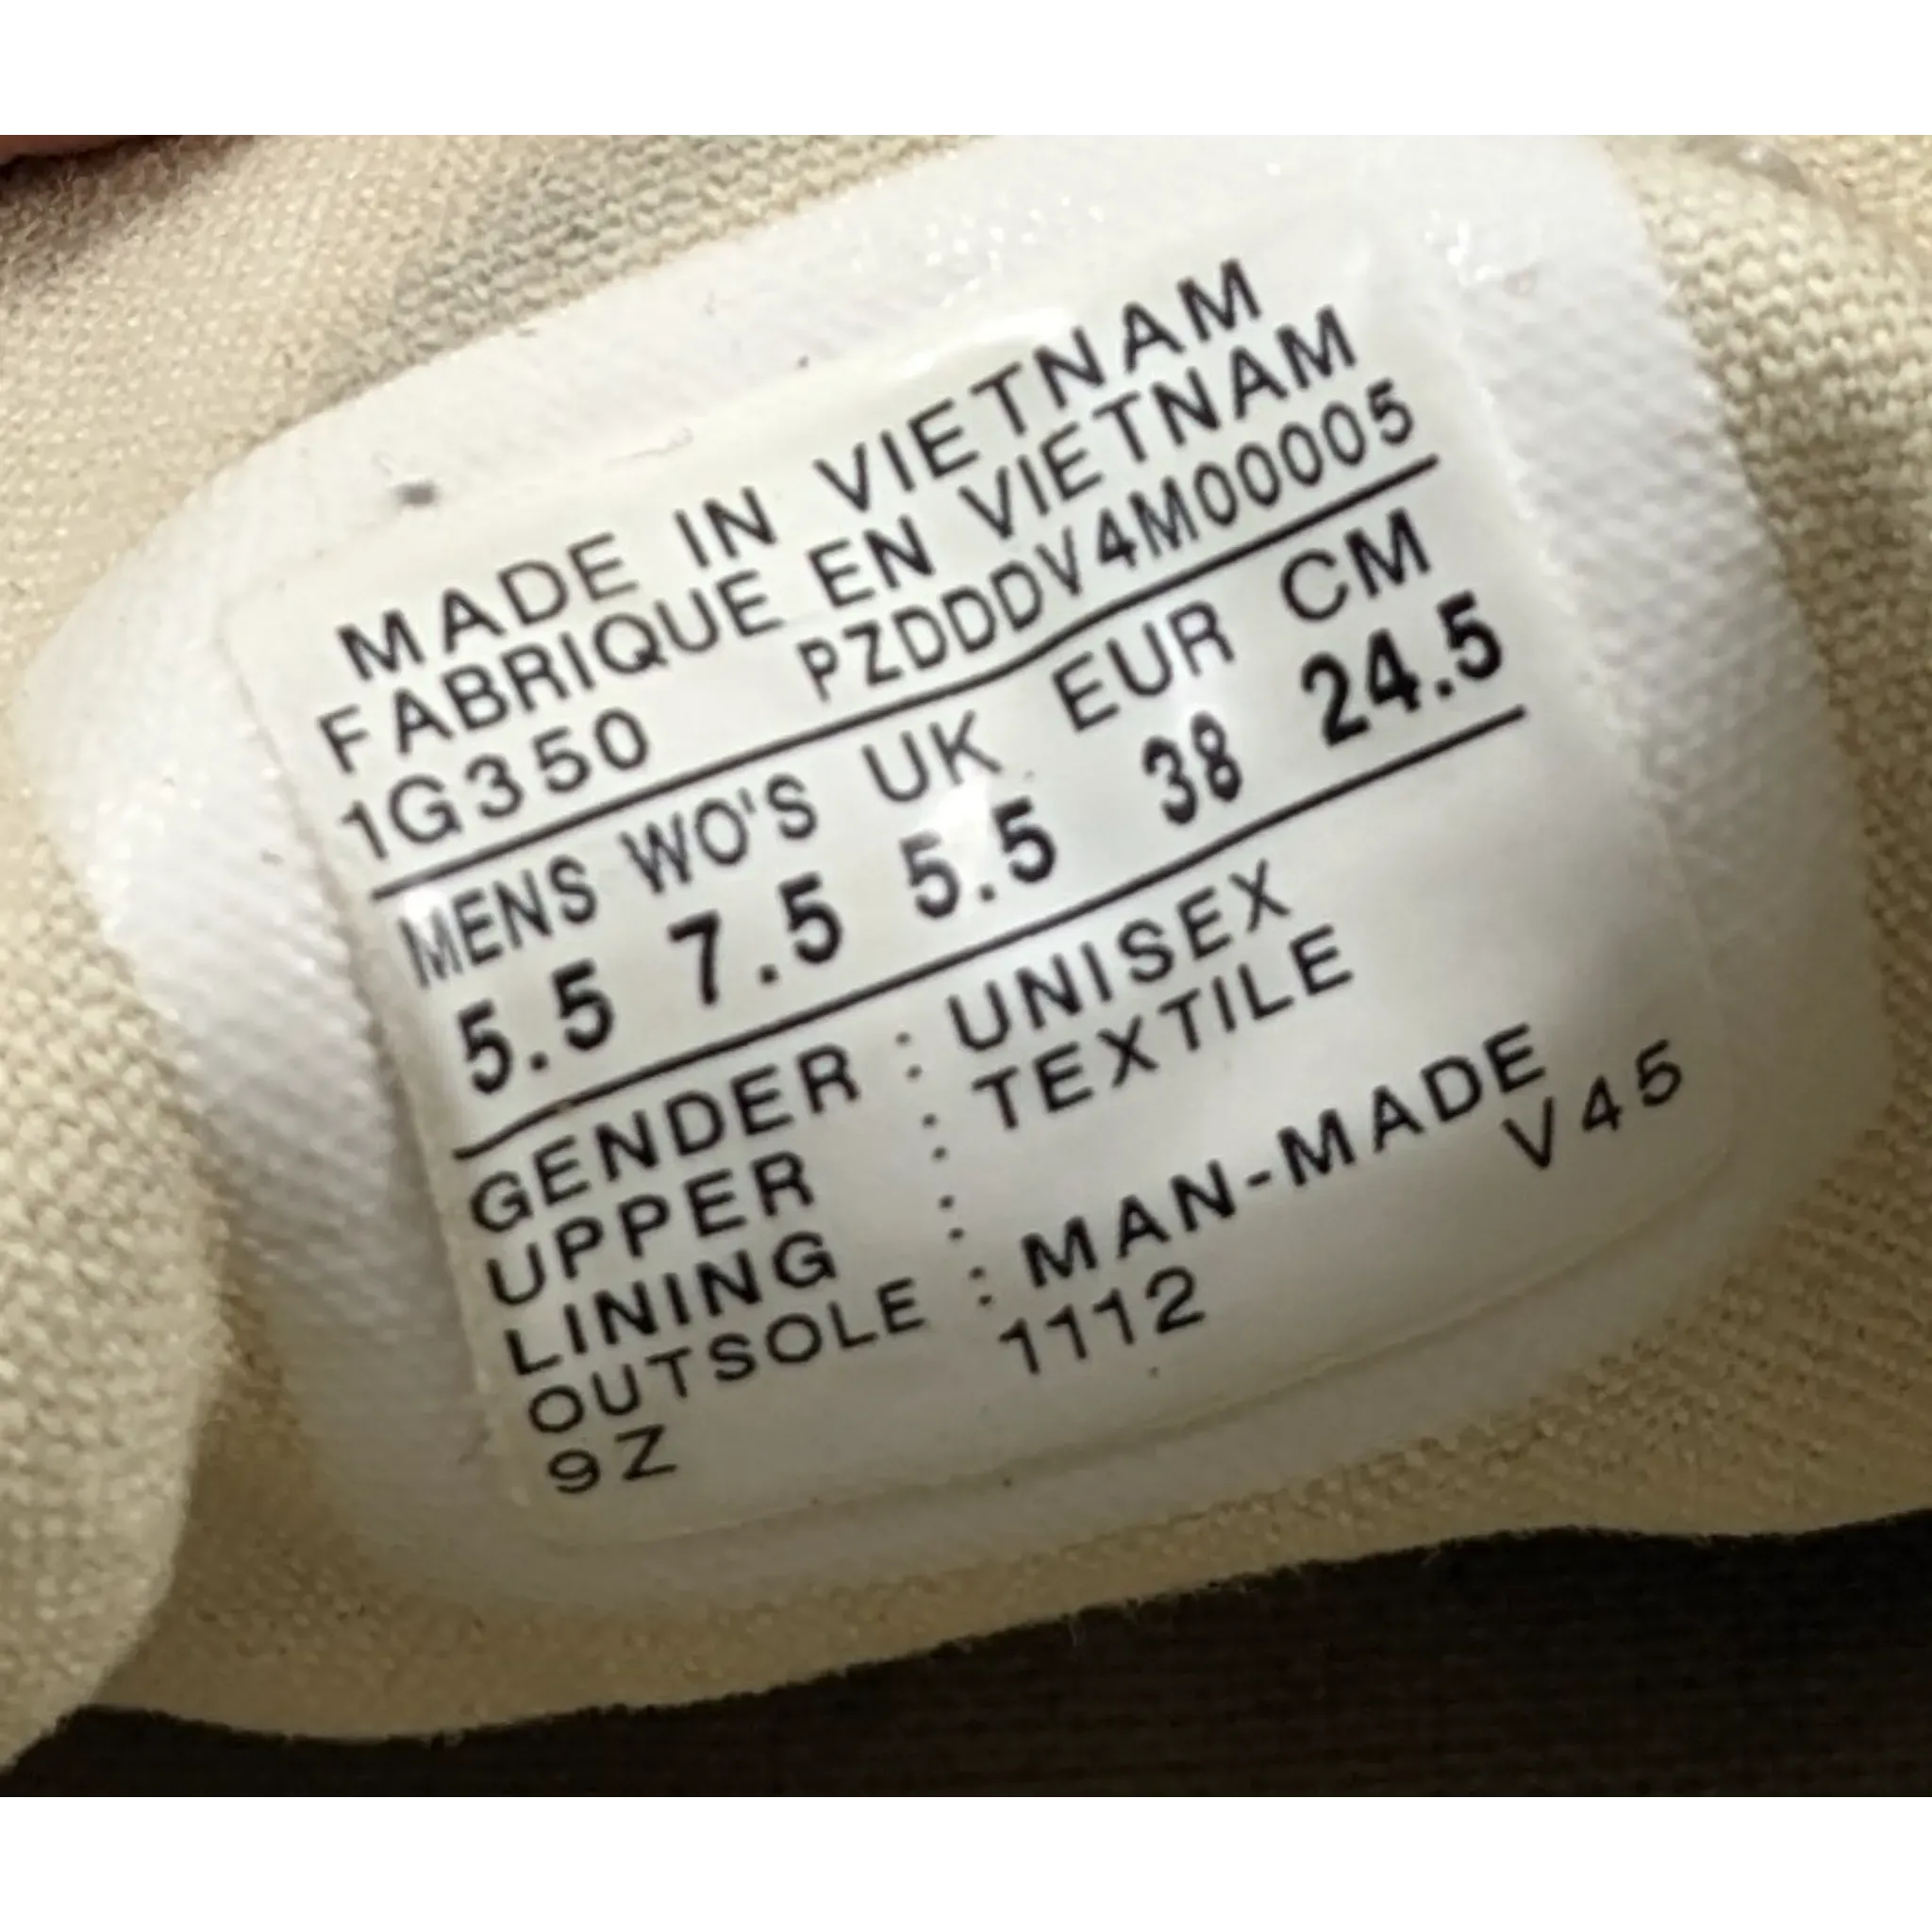 MADE IN VIETNAM
FABRIQUE EN VIETNAM
1G350 PZDDDV4M00005
MENS WO'S UK EUR CM
5.5 7.5 5.5 38 24.5
GENDER : UNISEX
UPPER : TEXTILE
LINING :
OUTSOLE : MAN-MADE
9Z 1112 V45